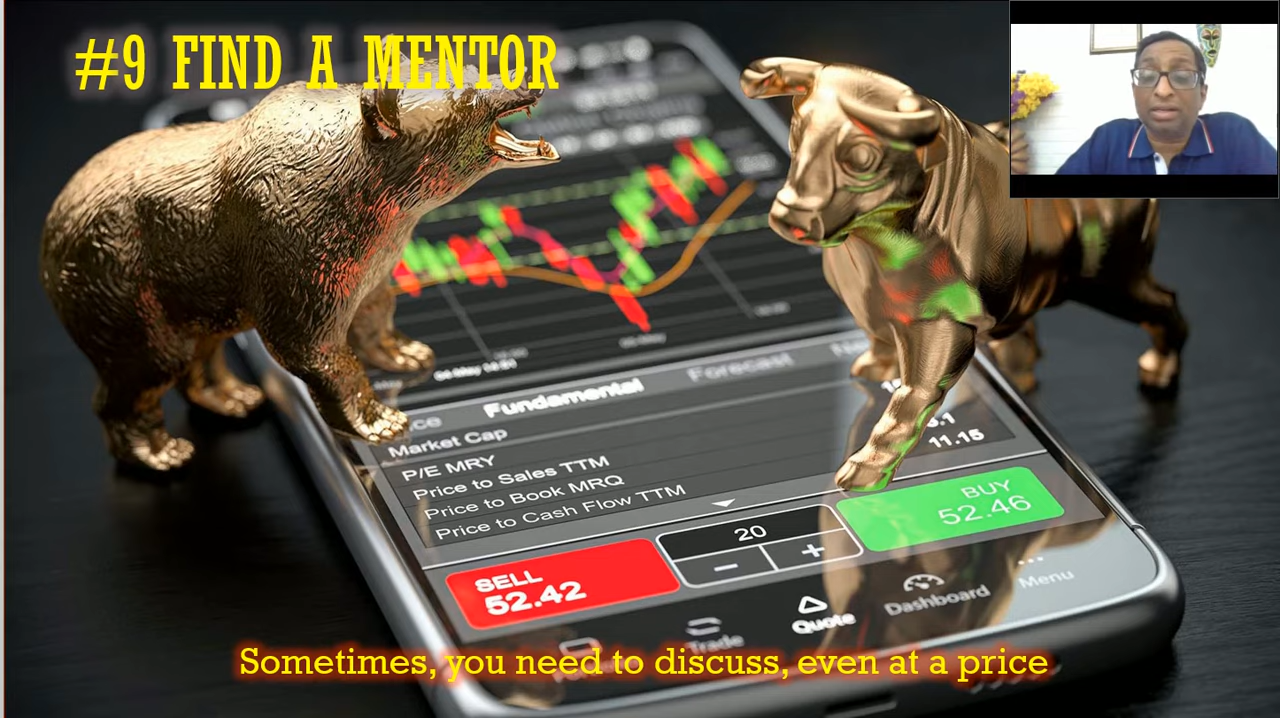 #9 FIND A MENTOR
Fundamental
Forecast
Market Cap
P/E MRY
Price to Sales TTM
Price to Book MRQ
Price to Cash Flow TTM
11.15
SELL
52.42
20
BUY
52.46
Trade
Quote
Dashboard
Menu
Sometimes, you need to discuss, even at a price